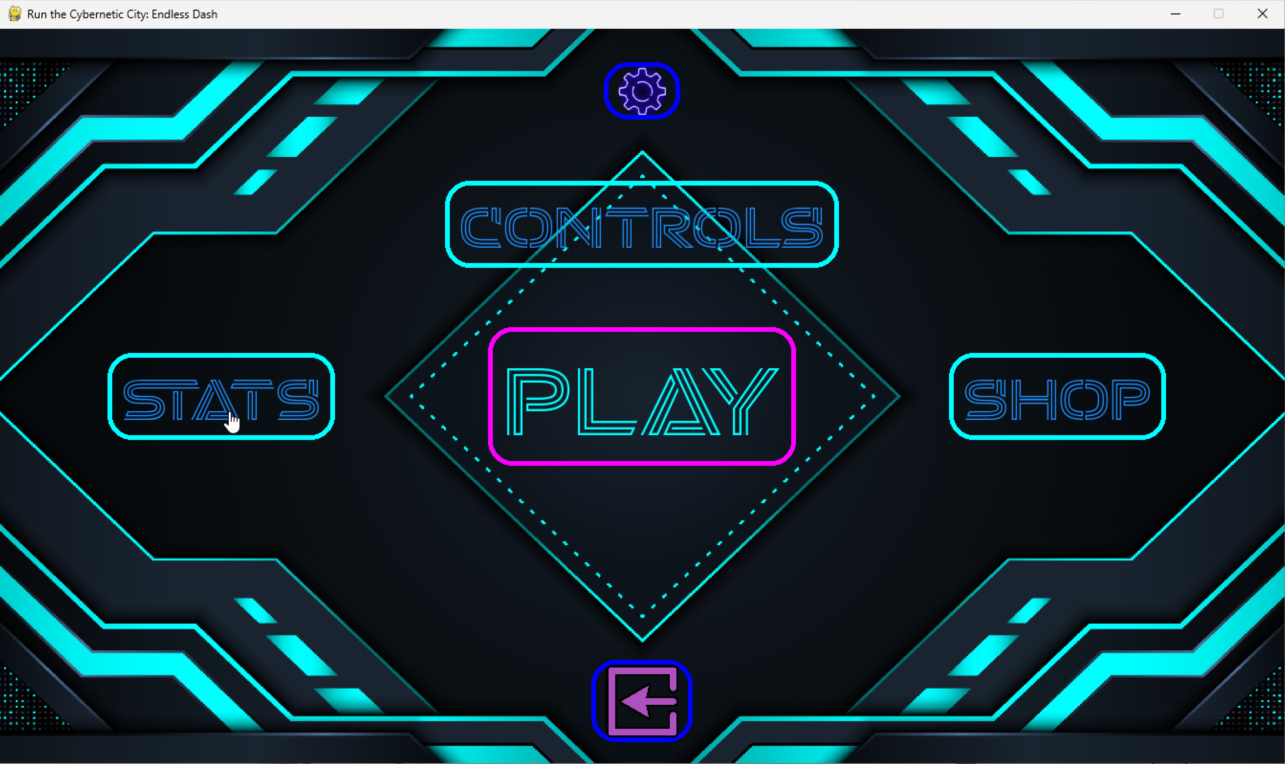 Run the Cybernetic City: Endless Dash
CONTROLS
STATS
PLAY
SHOP